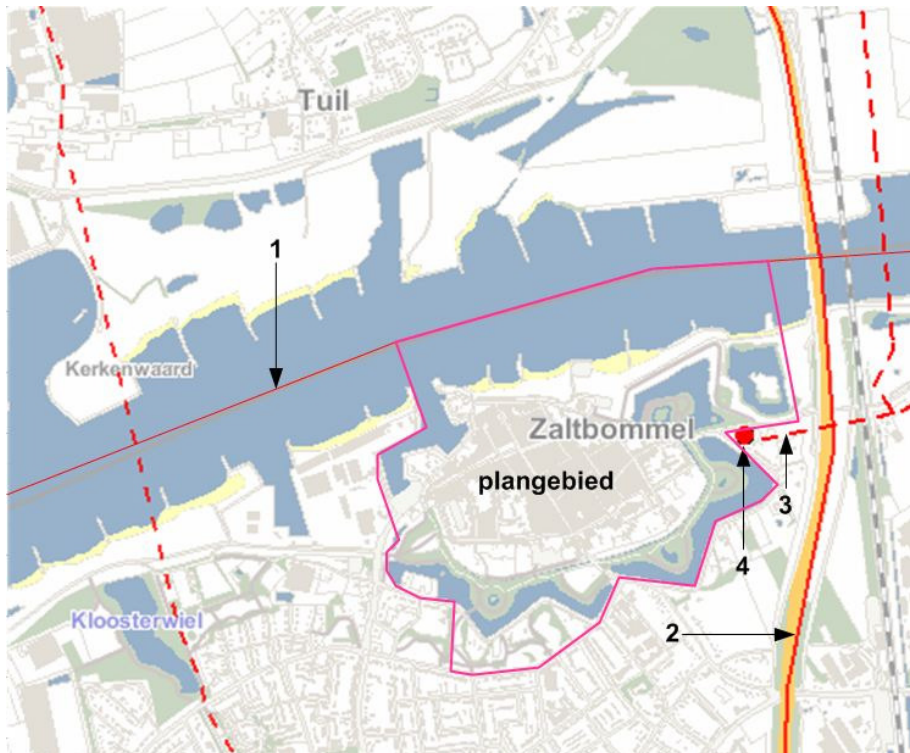 Tuil
1
Kerkenwaard
Zaltbommel
plangebied
3
4
Kloosterwiel
2